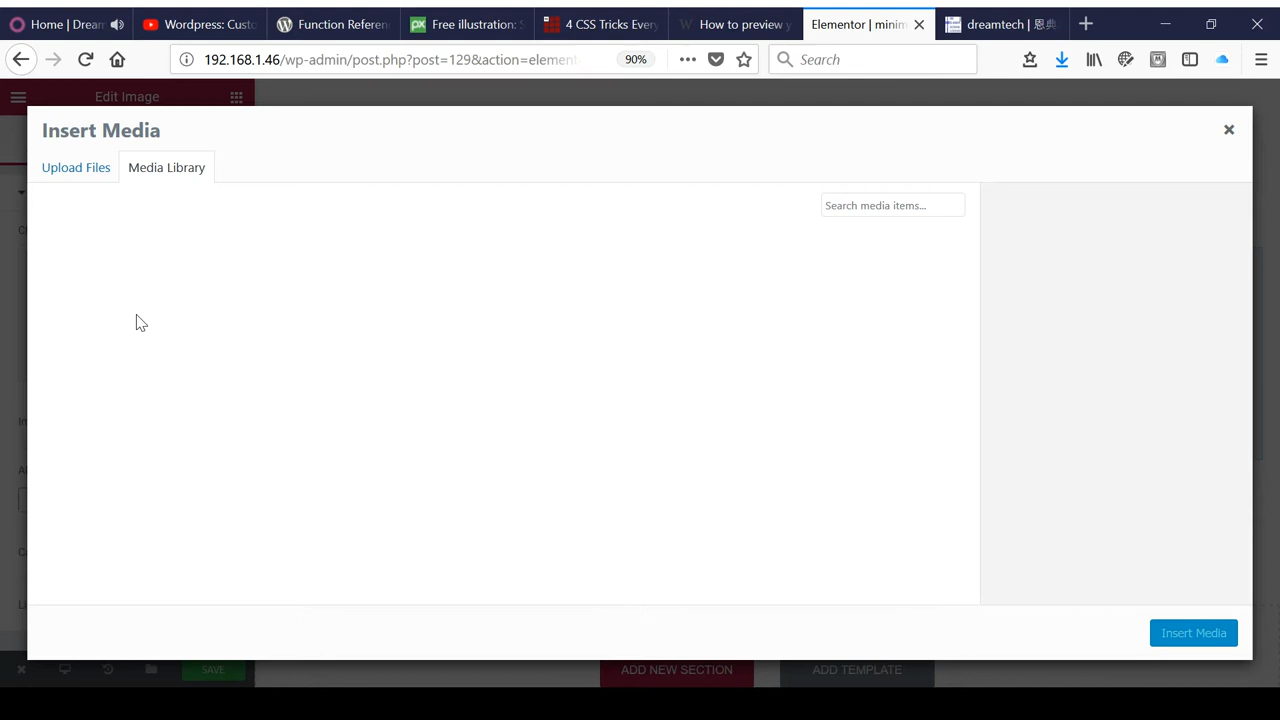 Home | Dream
Wordpress: Custo
Function Referen
Free illustration: S
4 CSS Tricks Every
How to preview y
Elementor | minim
dreamtech | 恩典
192.168.1.46/wp-admin/post.php?post=129&action=element
90%
Search
Edit Image
Insert Media
Upload Files
Media Library
Search media items...
Insert Media
SAVE
ADD NEW SECTION
ADD TEMPLATE